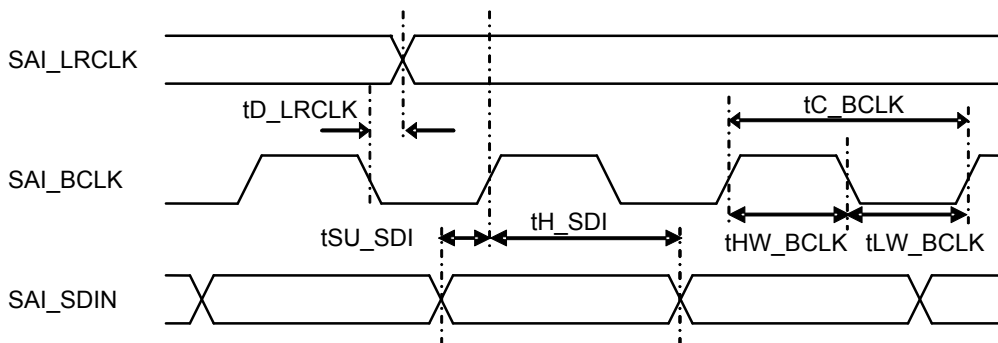 SAI_LRCLK
tD_LRCLK
tC_BCLK
SAI_BCLK
tSU_SDI
tH_SDI
tHW_BCLK
tLW_BCLK
SAI_SDIN